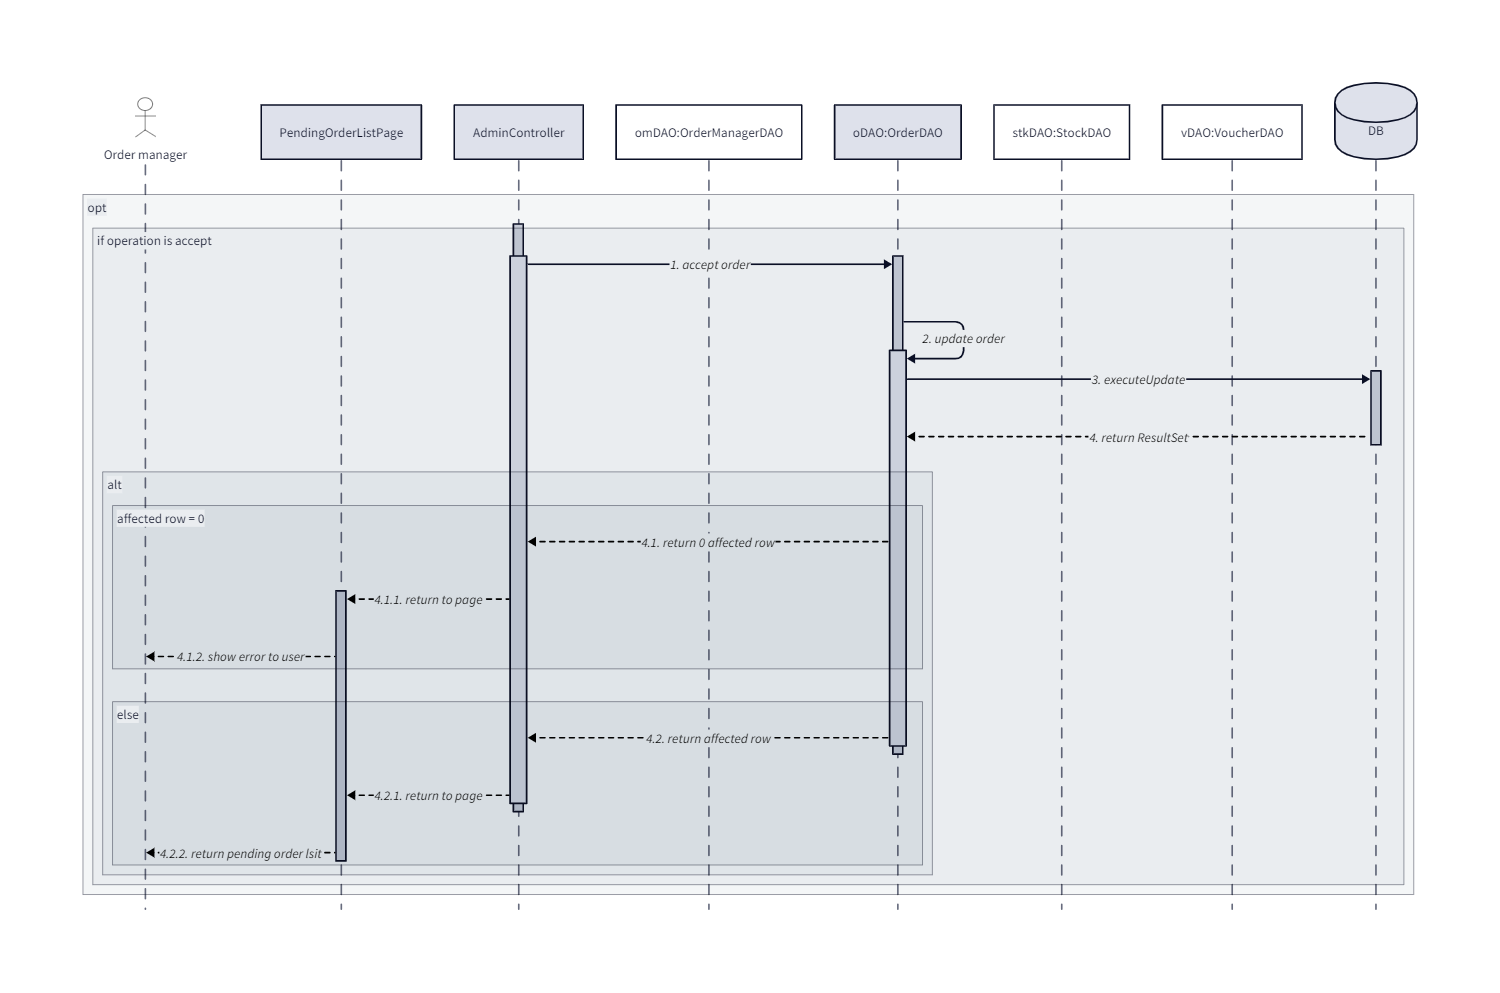 Order manager
PendingOrderListPage
AdminController
omDAO:OrderManagerDAO
oDAO:OrderDAO
stkDAO:StockDAO
vDAO:VoucherDAO
DB
opt
if operation is accept
1. accept order
2. update order
3. executeUpdate
4. return ResultSet
alt
affected row = 0
4.1. return 0 affected row
4.1.1. return to page
4.1.2. show error to user
else
4.2. return affected row
4.2.1. return to page
4.2.2. return pending order lsit